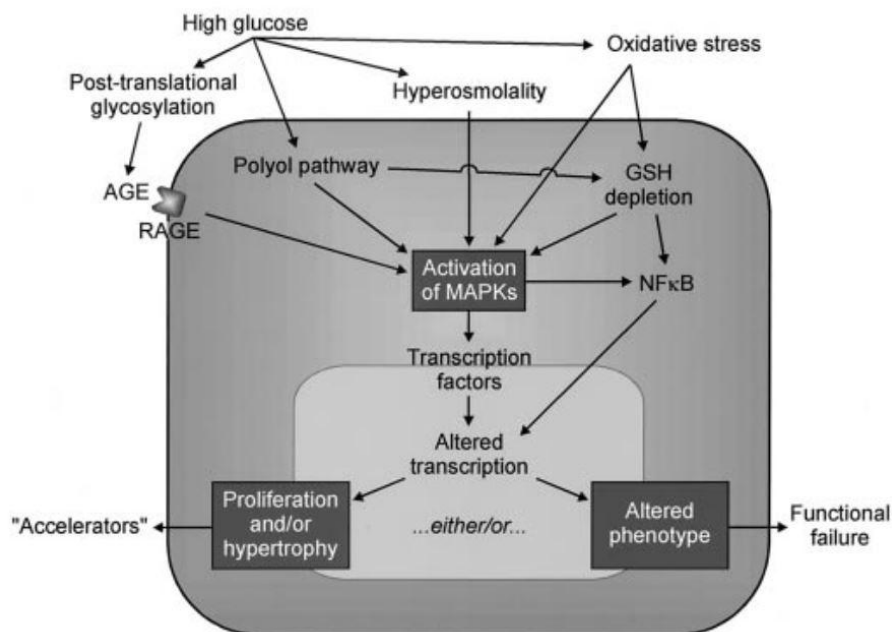 High glucose
Oxidative stress
Post-translational
glycosylation
Hyperosmolality
Polyol pathway
GSH
depletion
AGE
RAGE
Activation
of MAPKs
NFκB
Transcription
factors
Altered
transcription
"Accelerators"
Proliferation
and/or
hypertrophy
...either/or...
Altered
phenotype
Functional
failure